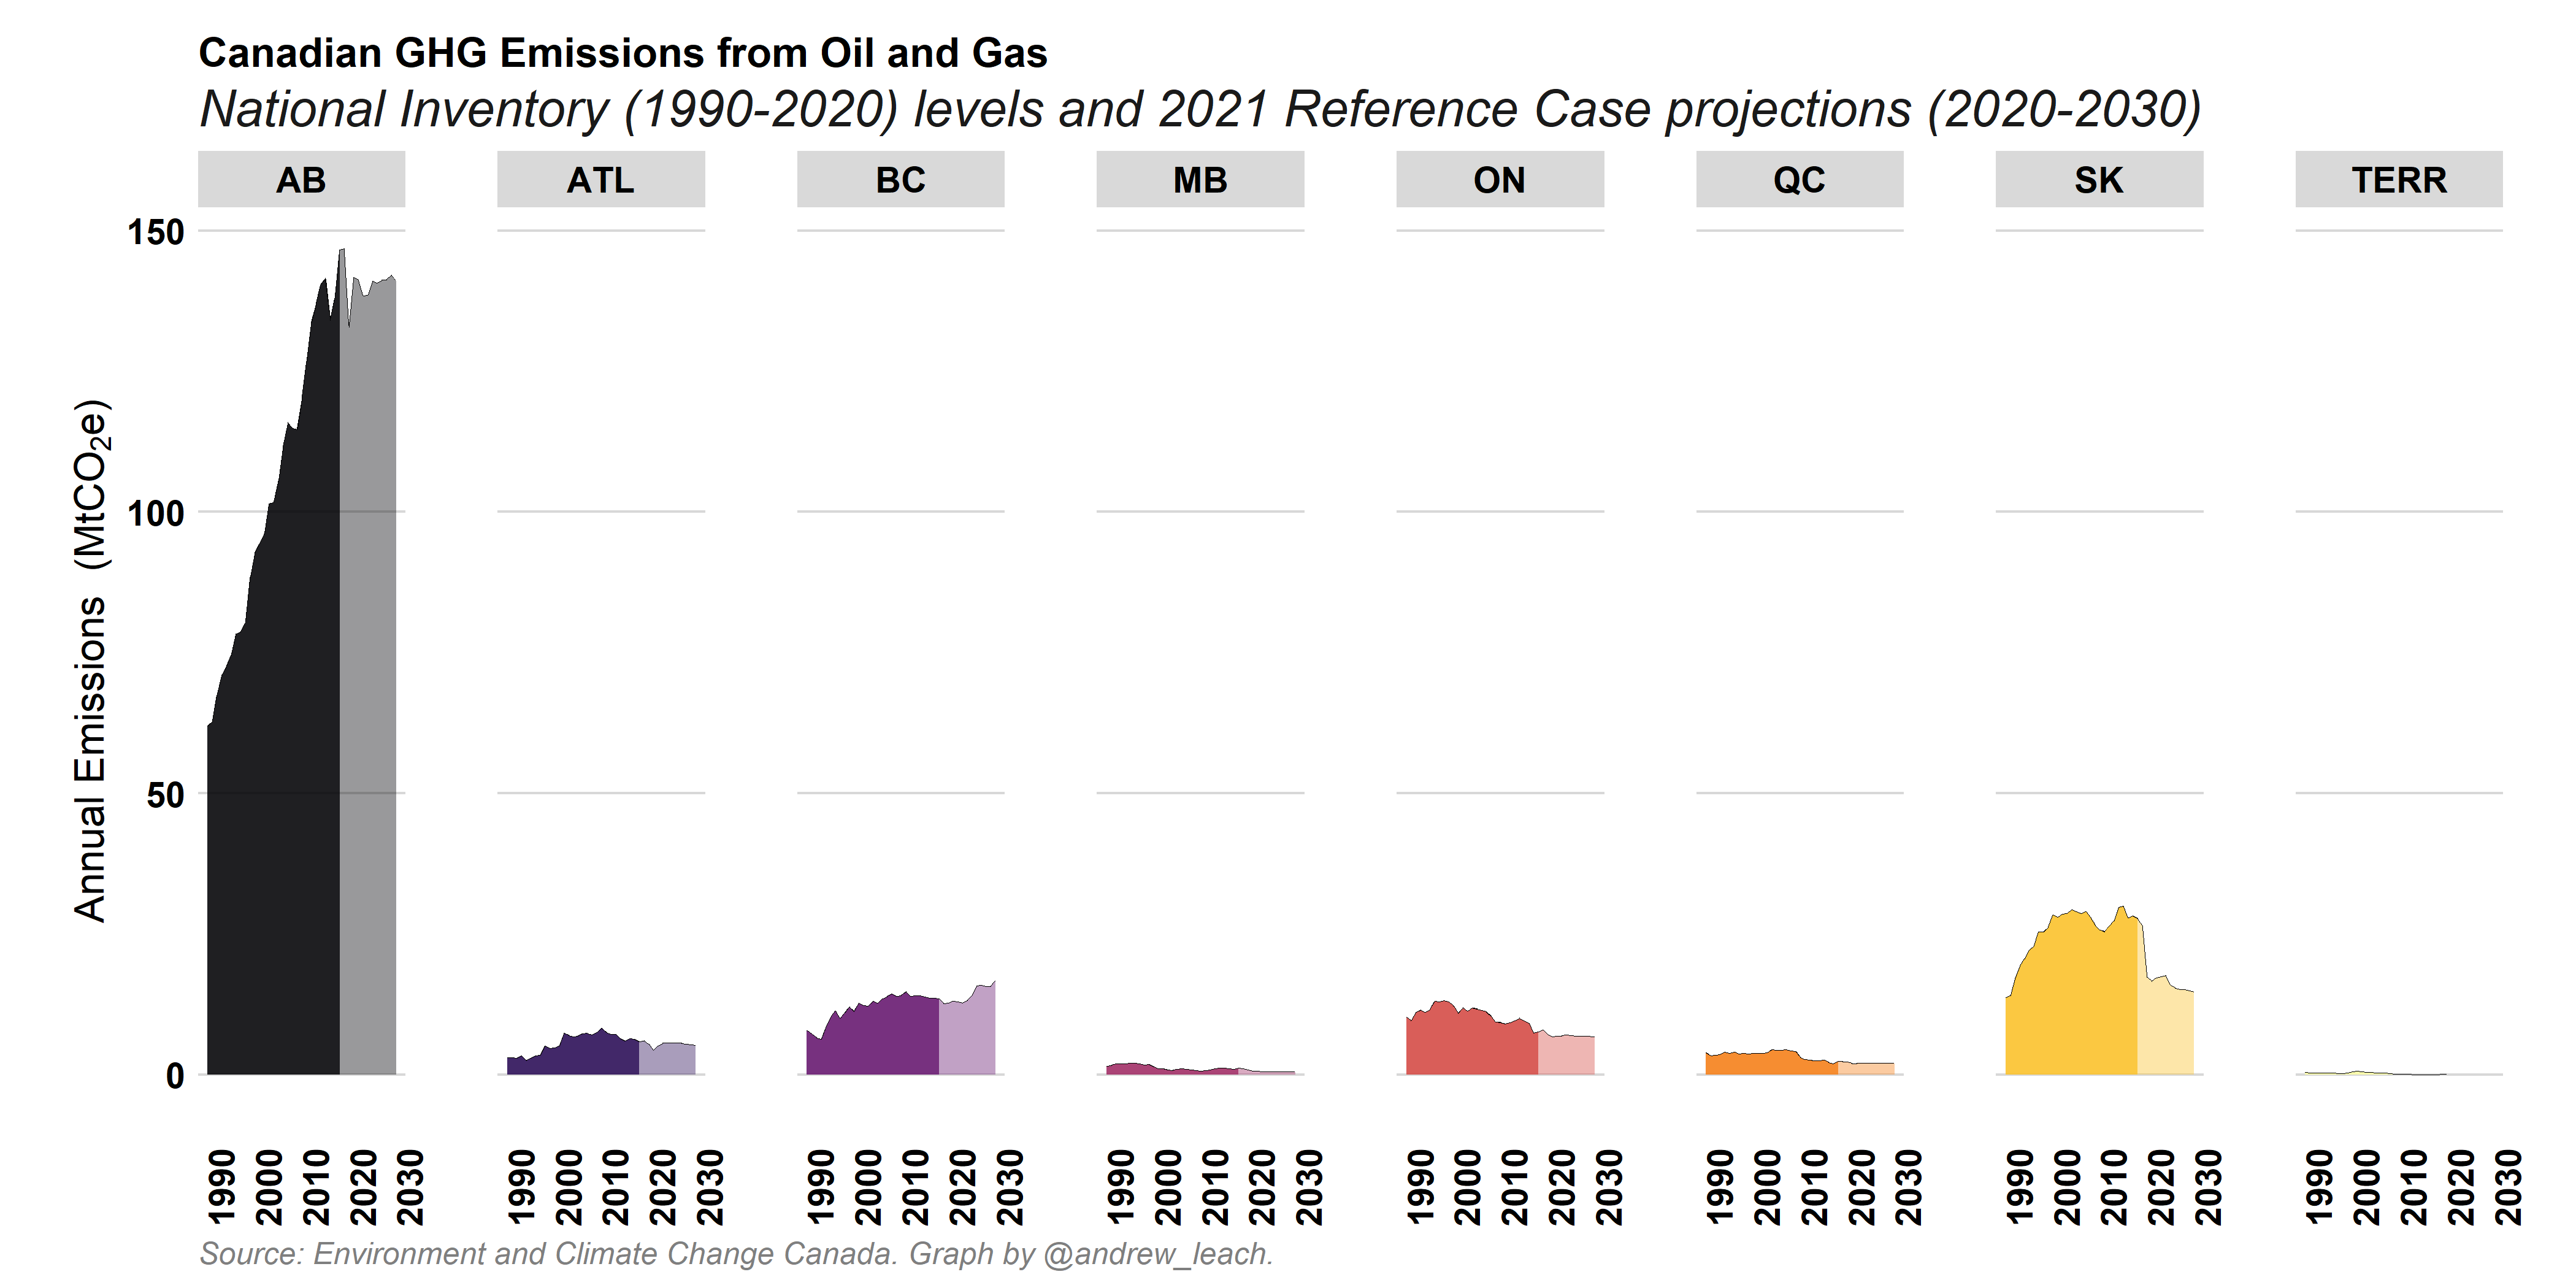 Canadian GHG Emissions from Oil and Gas
National Inventory (1990-2020) levels and 2021 Reference Case projections (2020-2030)
AB ATL BC MB ON QC SK TERR
Annual Emissions (MtCO₂e)
150
100
50
0
1990 2000 2010 2020 2030 1990 2000 2010 2020 2030 1990 2000 2010 2020 2030 1990 2000 2010 2020 2030 1990 2000 2010 2020 2030 1990 2000 2010 2020 2030 1990 2000 2010 2020 2030 1990 2000 2010 2020 2030
Source: Environment and Climate Change Canada. Graph by @andrew_leach.